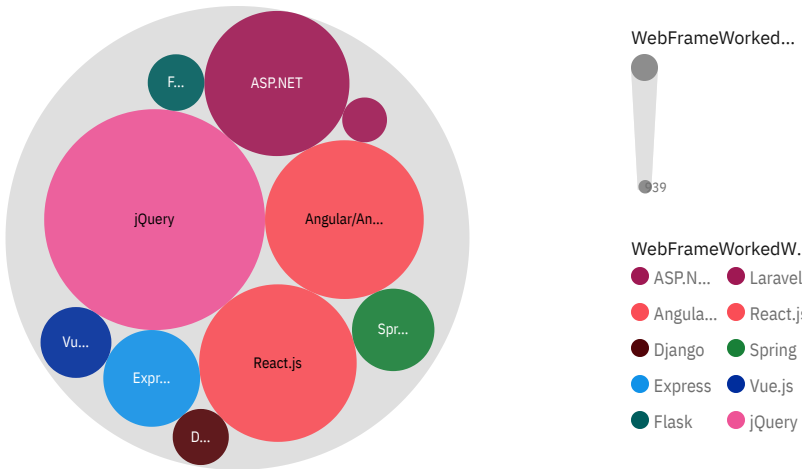 F...
ASP.NET
jQuery
Angular/An...
Vu...
Spr...
Expr...
React.js
D...
WebFrameWorked...
939
WebFrameWorkedW.
ASP.N... Laravel
Angula... React.js
Django Spring
Express Vue.js
Flask jQuery